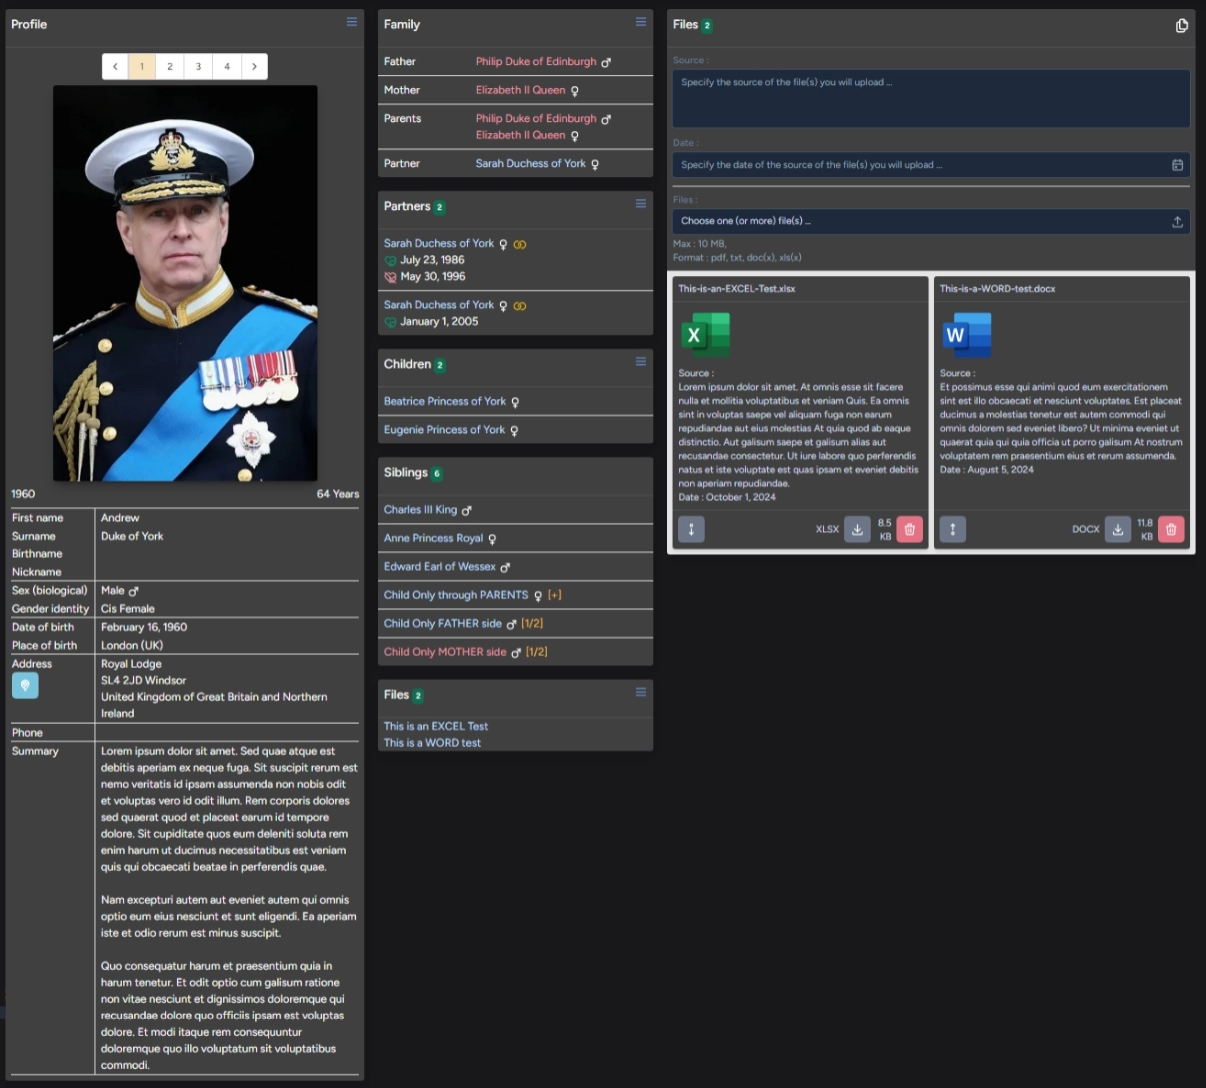 Profile
1 2 3 4
1960 64 Years
First name Andrew
Surname Duke of York
Birthname
Nickname
Sex (biological) Male ♂
Gender identity Cis Female
Date of birth February 16, 1960
Place of birth London (UK)
Address Royal Lodge
SL4 2JD Windsor
United Kingdom of Great Britain and Northern
Ireland
Phone
Summary Lorem ipsum dolor sit amet. Sed quae atque est
debitis aperiam ex neque fuga. Sit suscipit rerum est
nemo veritatis id ipsam assumenda non nobis odit
et voluptas vero id odit illum. Rem corporis dolores
sed quaerat quod et placeat earum id tempore
dolore. Sit cupiditate quos eum deleniti soluta rem
enim harum ut ducimus necessitatibus est veniam
quis qui obcaecati beatae in perferendis quae.
Nam excepturi autem aut eveniet autem qui omnis
optio eum eius nesciunt et sunt eligendi. Ea aperiam
iste et odio rerum est minus suscipit.
Quo consequatur harum et praesentium quia in
harum tenetur. Et odit optio cum galisum ratione
non vitae nesciunt et dignissimos doloremque qui
recusandae dolore quo officiis ipsam est voluptas
dolore. Et modi itaque rem consequuntur
doloremque quo illo voluptatum sit voluptatibus
commodi.
Family
Father Philip Duke of Edinburgh ♂
Mother Elizabeth II Queen ♀
Parents Philip Duke of Edinburgh ♂
Elizabeth II Queen ♀
Partner Sarah Duchess of York ♀
Partners 2
Sarah Duchess of York ♀
July 23, 1986
May 30, 1996
Sarah Duchess of York ♀
January 1, 2005
Children 2
Beatrice Princess of York ♀
Eugenie Princess of York ♀
Siblings 6
Charles III King ♂
Anne Princess Royal ♀
Edward Earl of Wessex ♂
Child Only through PARENTS ♀ [+]
Child Only FATHER side ♂ [1/2]
Child Only MOTHER side ♂ [1/2]
Files 2
This is an EXCEL Test
This is a WORD test
Files 2
Source :
Specify the source of the file(s) you will upload ...
Date :
Specify the date of the source of the file(s) you will upload ...
Files :
Choose one (or more) file(s) ...
Max : 10 MB,
Format : pdf, txt, doc(x), xls(x)
This-is-an-EXCEL-Test.xlsx
X
Source :
Lorem ipsum dolor sit amet. At omnis esse sit facere
nulla et mollitia voluptatibus et veniam Quis. Ea omnis
sint in voluptas saepe vel aliquam fuga non earum
repudiandae aut eius molestias At quia quod ab eaque
distinctio. Aut galisum saepe et galisum alias aut
recusandae consectetur. Ut iure labore quo perferendis
natus et iste voluptate est quas ipsam et eveniet debitis
non aperiam repudiandae.
Date : October 1, 2024
XLSX 8.5
KB
This-is-a-WORD-test.docx
W
Source :
Et possimus esse qui animi quod eum exercitationem
sint est illo obcaecati et nesciunt voluptates. Est placeat
ducimus a molestias tenetur est autem commodi qui
omnis dolorem sed eveniet libero? Ut minima eveniet ut
quaerat quia qui quia officia ut porro galisum At nostrum
voluptatem rem praesentium eius et rerum assumenda.
Date : August 5, 2024
DOCX 11.8
KB